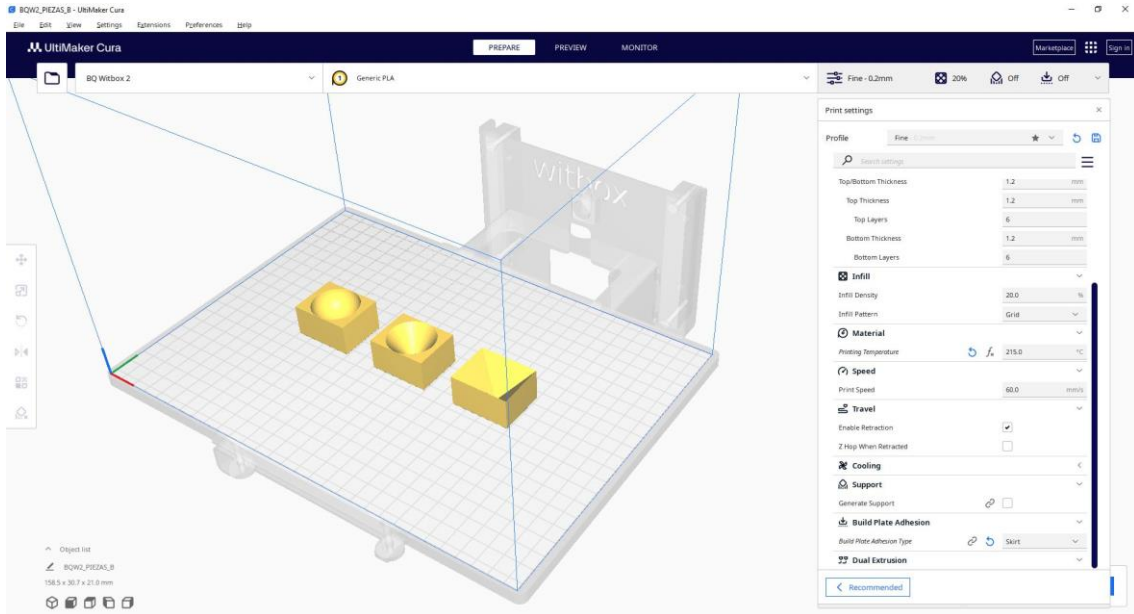 BQW2_PIEZAS_B - UltiMaker Cura
File Edit View Settings Extensions Preferences Help
UltiMaker Cura
PREPARE PREVIEW MONITOR
Marketplace Sign in
BQ Witbox 2
1 Generic PLA
Fine - 0.2mm 20% Off Off
witbox
Print settings
Profile Fine 0.2mm
Search settings
Top/Bottom Thickness 1.2 mm
Top Thickness 1.2 mm
Top Layers 6
Bottom Thickness 1.2 mm
Bottom Layers 6
Infill
Infill Density 20.0 %
Infill Pattern Grid
Material
Printing Temperature 215.0 °C
Speed
Print Speed 60.0 mm/s
Travel
Enable Retraction
Z Hop When Retracted
Cooling
Support
Generate Support
Build Plate Adhesion
Build Plate Adhesion Type Skirt
Dual Extrusion
Recommended
Object list
BQW2_PIEZAS_B
158.5 x 30.7 x 21.0 mm